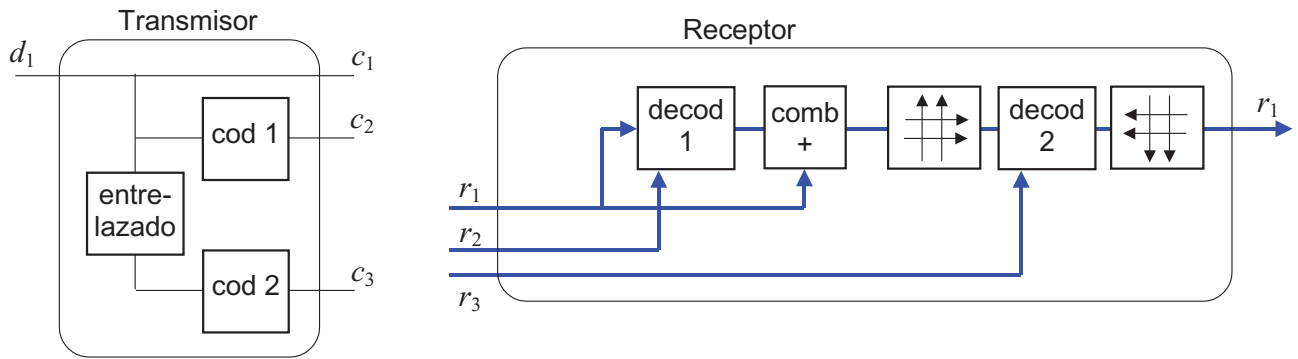 Transmisor
d1
c1
cod 1
c2
entre-
lazado
cod 2
c3
Receptor
decod
1
comb
+
decod
2
r1
r1
r2
r3